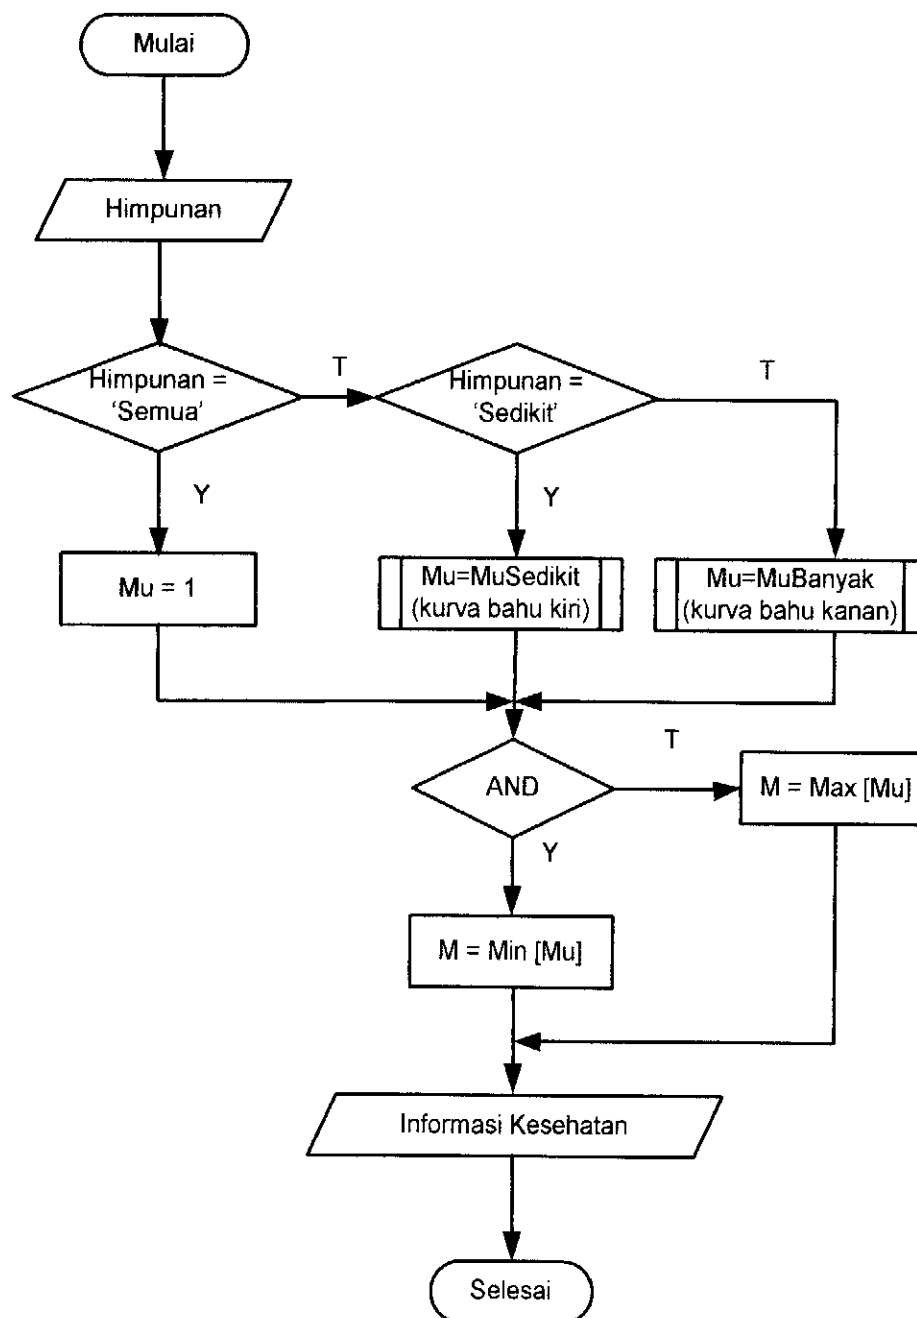 Mulai
Himpunan
Himpunan =
'Semua'
T
Himpunan =
'Sedikit'
T
Y
Y
Mu = 1
Mu=MuSedikit
(kurva bahu kiri)
Mu=MuBanyak
(kurva bahu kanan)
AND
T
M = Max [Mu]
Y
M = Min [Mu]
Informasi Kesehatan
Selesai